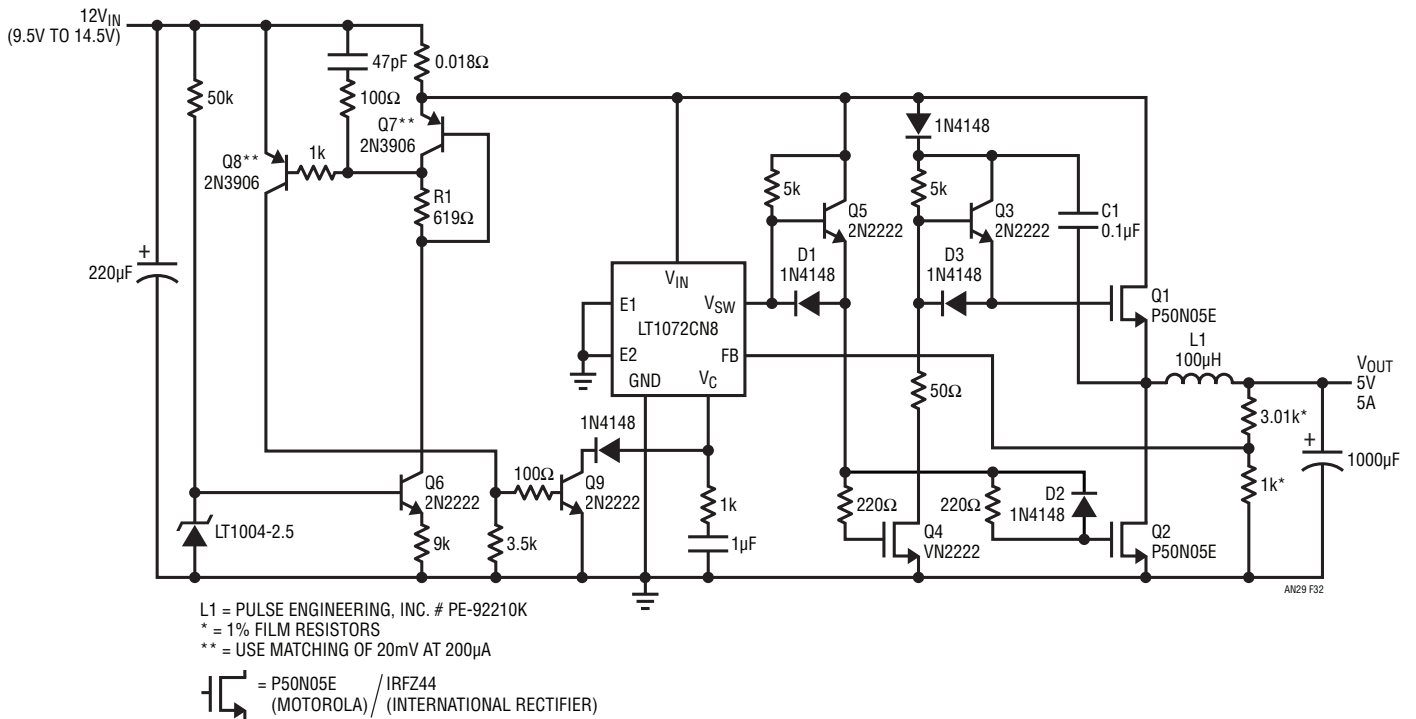 12VIN
(9.5V TO 14.5V)
47pF
0.018Ω
50k
100Ω
Q7**
2N3906
1N4148
1k
Q8**
2N3906
R1
619Ω
5k
Q5
2N2222
5k
Q3
2N2222
C1
0.1µF
+
220µF
D1
1N4148
D3
1N4148
VIN
E1
VSW
LT1072CN8
E2
FB
GND
VC
Q1
P50N05E
L1
100µH
VOUT
5V
5A
50Ω
3.01k*
1N4148
+
1000µF
Q6
2N2222
100Ω
Q9
2N2222
1k
220Ω
220Ω
D2
1N4148
1k*
LT1004-2.5
9k
3.5k
1µF
Q4
VN2222
Q2
P50N05E
AN29 F32
L1 = PULSE ENGINEERING, INC. # PE-92210K
* = 1% FILM RESISTORS
** = USE MATCHING OF 20mV AT 200µA
= P50N05E / IRFZ44
(MOTOROLA) / (INTERNATIONAL RECTIFIER)